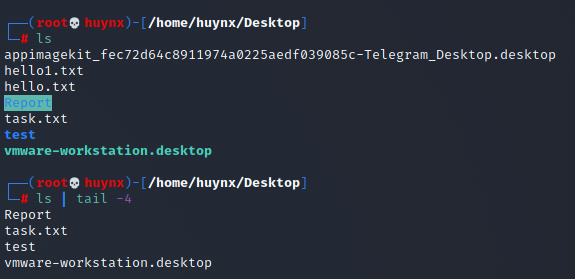 ┌──(root💀huynx)-[/home/huynx/Desktop]
└─# ls
appimagekit_fec72d64c8911974a0225aedf039085c-Telegram_Desktop.desktop
hello1.txt
hello.txt
Report
task.txt
test
vmware-workstation.desktop
┌──(root💀huynx)-[/home/huynx/Desktop]
└─# ls | tail -4
Report
task.txt
test
vmware-workstation.desktop